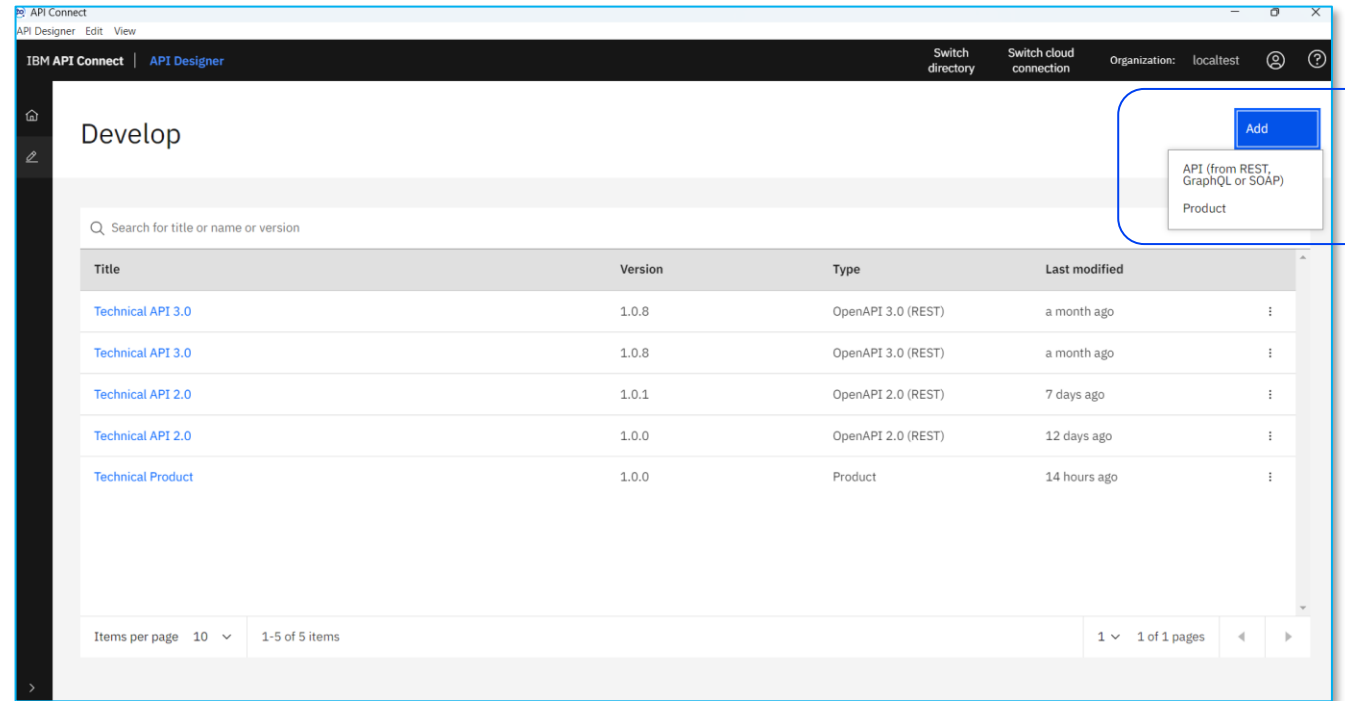 API Connect
API Designer Edit View
IBM API Connect | API Designer
Switch directory
Switch cloud connection
Organization: localtest
Develop
Add
API (from REST, GraphQL or SOAP)
Product
Search for title or name or version
Title Version Type Last modified
Technical API 3.0 1.0.8 OpenAPI 3.0 (REST) a month ago
Technical API 3.0 1.0.8 OpenAPI 3.0 (REST) a month ago
Technical API 2.0 1.0.1 OpenAPI 2.0 (REST) 7 days ago
Technical API 2.0 1.0.0 OpenAPI 2.0 (REST) 12 days ago
Technical Product 1.0.0 Product 14 hours ago
Items per page 10 1-5 of 5 items 1 1 of 1 pages